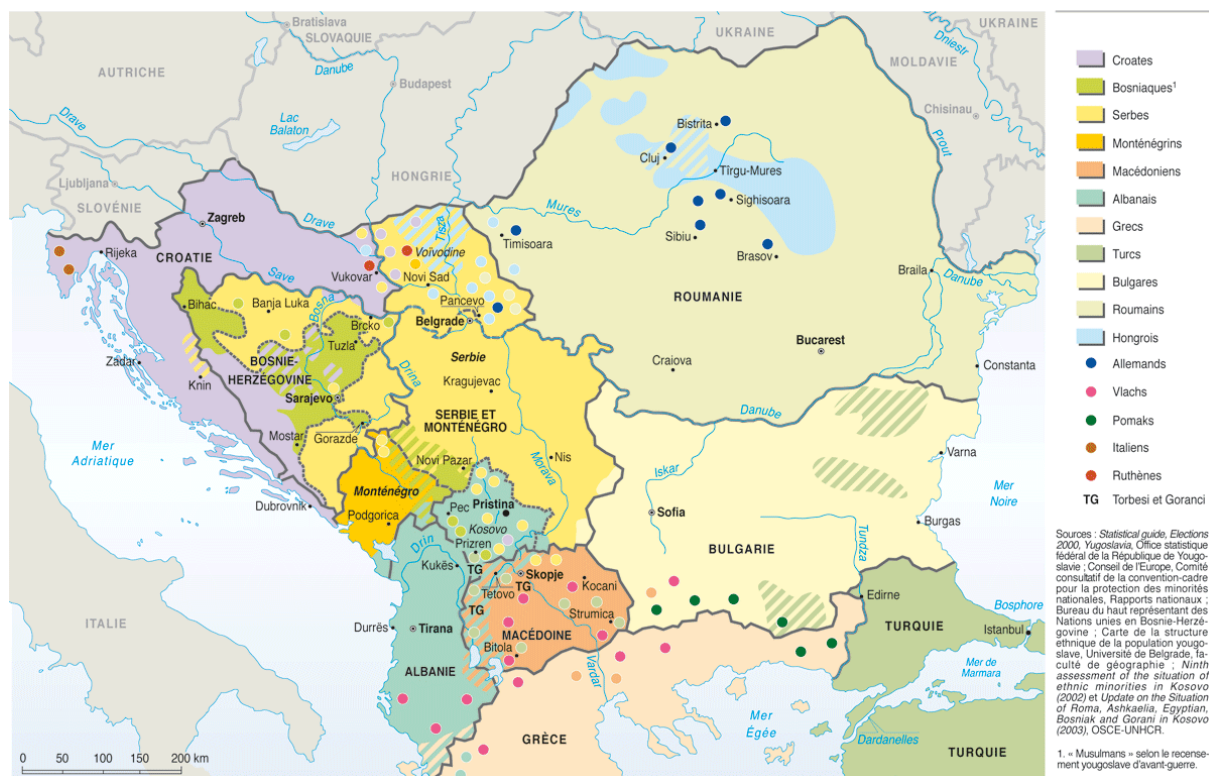 Bratislava
SLOVAQUIE
UKRAINE
UKRAINE
Dniestr
AUTRICHE
Danube
MOLDAVIE
Budapest
Drave
Lac
Balaton
Chisinau
Bistrita
Prout
Cluj
Ljubljana
HONGRIE
Tîrgu-Mures
SLOVÉNIE
Zagreb
Drave
Tisza
Mures
Sighisoara
Timisoara
Sibiu
Rijeka
CROATIE
Voïvodine
Brasov
Vukovar
Novi Sad
Braila
Danube
Save
Bihac
Banja Luka
Bosna
Pancevo
ROUMANIE
Brcko
Belgrade
Tuzla
Bucarest
BOSNIE-
HERZÉGOVINE
Drina
Serbie
Craiova
Constanta
Zadar
Knin
Kragujevac
Sarajevo
Danube
SERBIE ET
MONTÉNÉGRO
Mer
Adriatique
Mostar
Gorazde
Novi Pazar
Morava
Nis
Iskar
Varna
Monténégro
Mer
Noire
Dubrovnik
Podgorica
Pec
Pristina
Kosovo
Sofia
Burgas
Drin
Prizren
BULGARIE
Tundza
Kukës
TG
Skopje
TG
Kocani
Tetovo
Edirne
Bosphore
TG
Strumica
ITALIE
Durrës
Tirana
MACÉDOINE
TURQUIE
Istanbul
Bitola
ALBANIE
Vardar
Mer de
Marmara
Mer
Égée
Dardanelles
GRÈCE
TURQUIE
0 50 100 150 200 km
Croates
Bosniaques¹
Serbes
Monténégrins
Macédoniens
Albanais
Grecs
Turcs
Bulgares
Roumains
Hongrois
Allemands
Vlachs
Pomaks
Italiens
Ruthènes
TG Torbesi et Goranci
Sources : Statistical guide, Elections
2000, Yugoslavia, Office statistique
fédéral de la République de Yougo-
slavie ; Conseil de l'Europe, Comité
consultatif de la convention-cadre
pour la protection des minorités
nationales, Rapports nationaux ;
Bureau du haut représentant des
Nations unies en Bosnie-Herzé-
govine ; Carte de la structure
ethnique de la population yougo-
slave, Université de Belgrade, fa-
culté de géographie ; Ninth
assessment of the situation of
ethnic minorities in Kosovo
(2002) et Update on the Situation
of Roma, Ashkaelia, Egyptian,
Bosniak and Gorani in Kosovo
(2003), OSCE-UNHCR.
1. « Musulmans » selon le recense-
ment yougoslave d'avant-guerre.